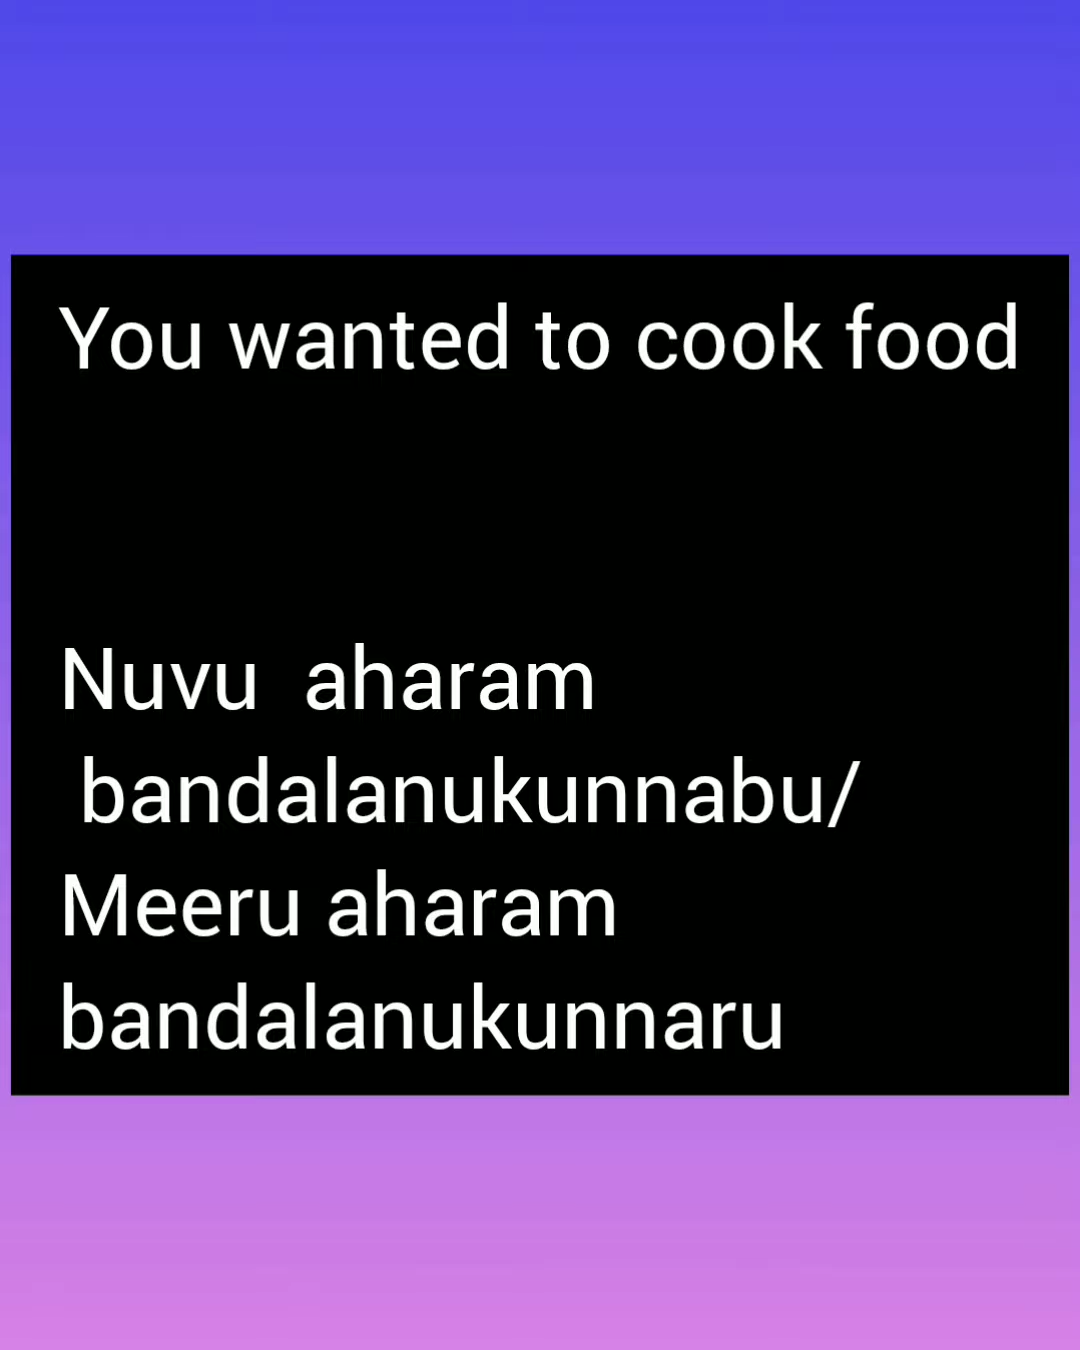 You wanted to cook food
Nuvu aharam
bandalanukunnabu/
Meeru aharam
bandalanukunnaru